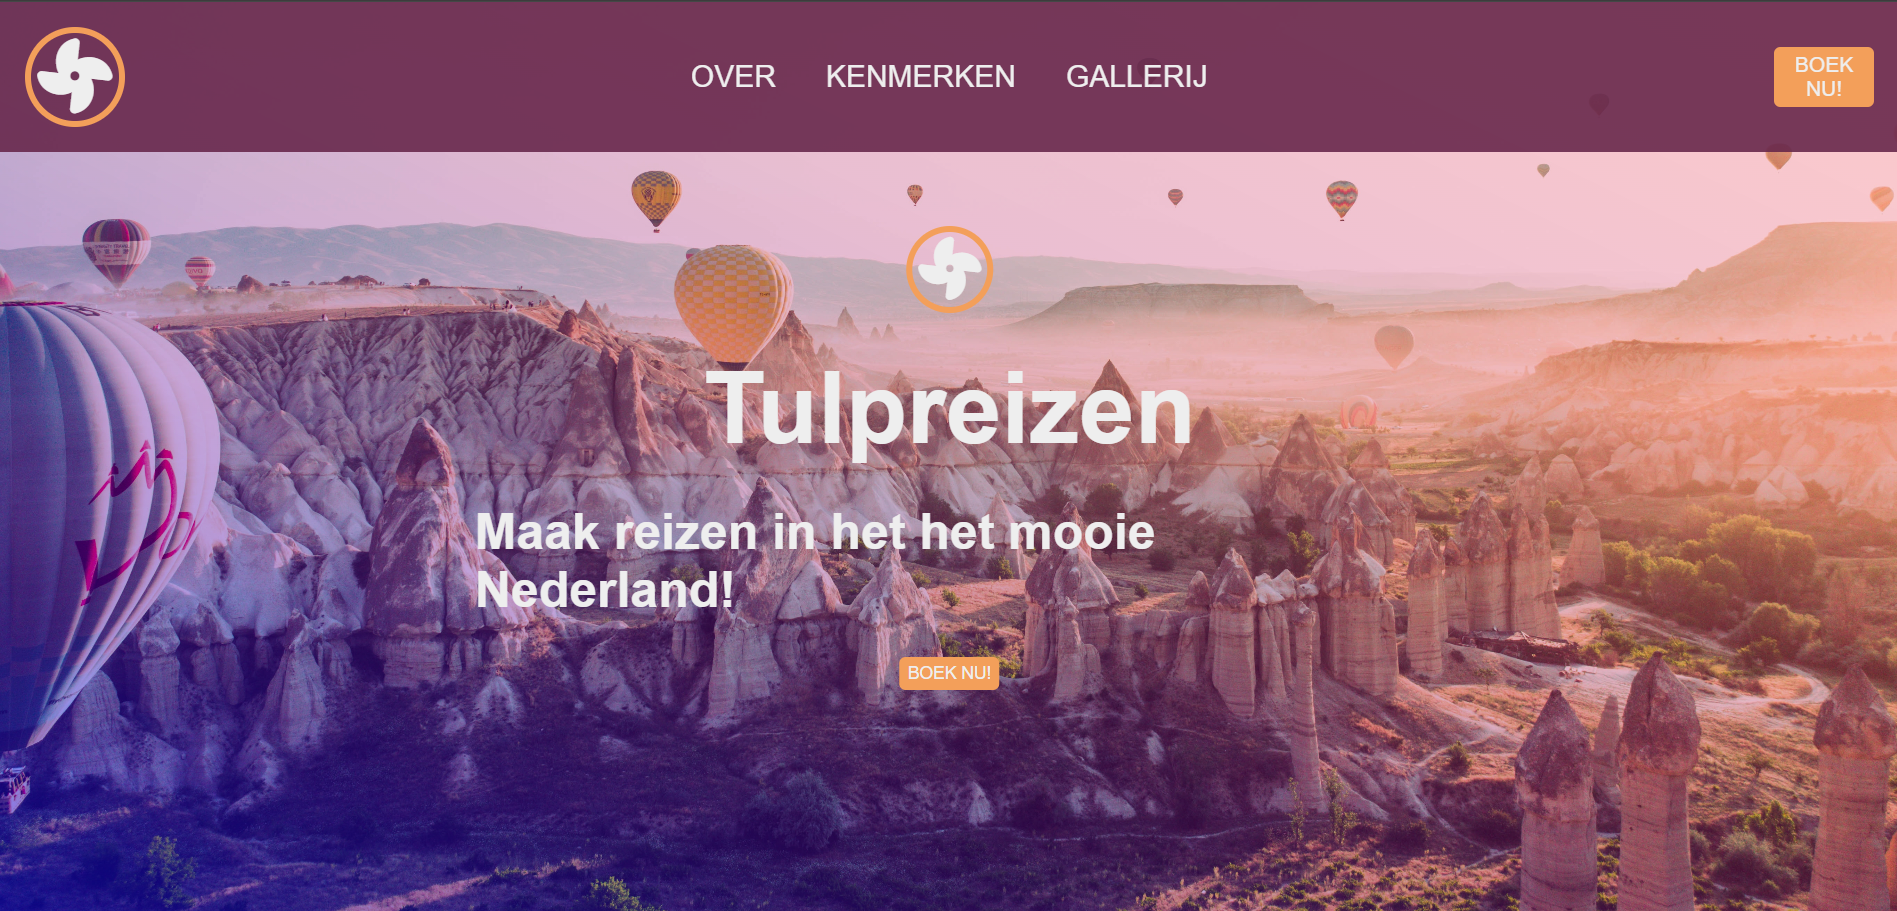 OVER KENMERKEN GALLERIJ
BOEK
NU!
Tulpreizen
Maak reizen in het het mooie
Nederland!
BOEK NU!